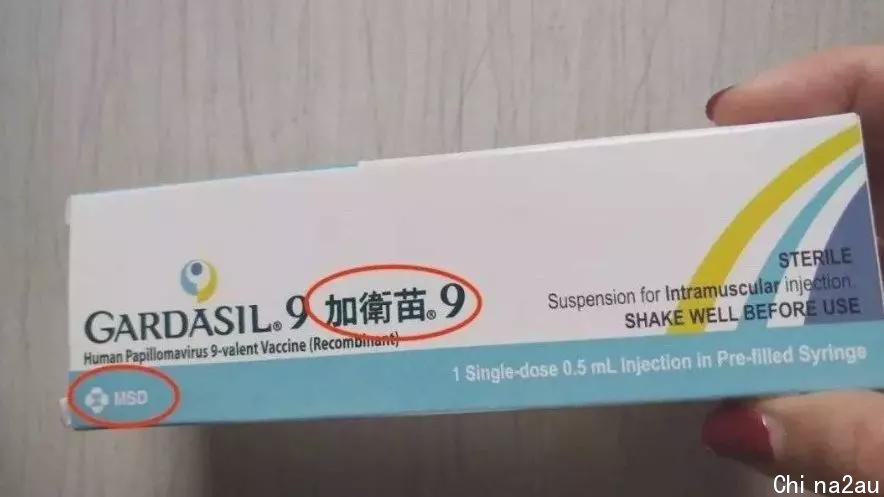 GARDASIL® 9 加衛苗® 9
Human Papillomavirus 9-valent Vaccine (Recombinant)
MSD
STERILE
Suspension for Intramuscular injection.
SHAKE WELL BEFORE USE
1 Single-dose 0.5 mL Injection in Pre-filled Syringe
Chi na2au